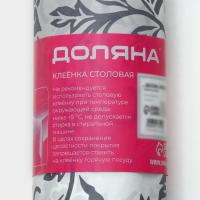 ДОЛЯНА
КЛЕЁНКА СТОЛОВАЯ
Не рекомендуется
использовать столовую
клеёнку при температуре
окружающей среды
ниже -15 °C, не допускается
стирка в стиральной
машине.
В целях сохранения
целостности покрытия
запрещается ставить
на клеёнку горячую посуду.